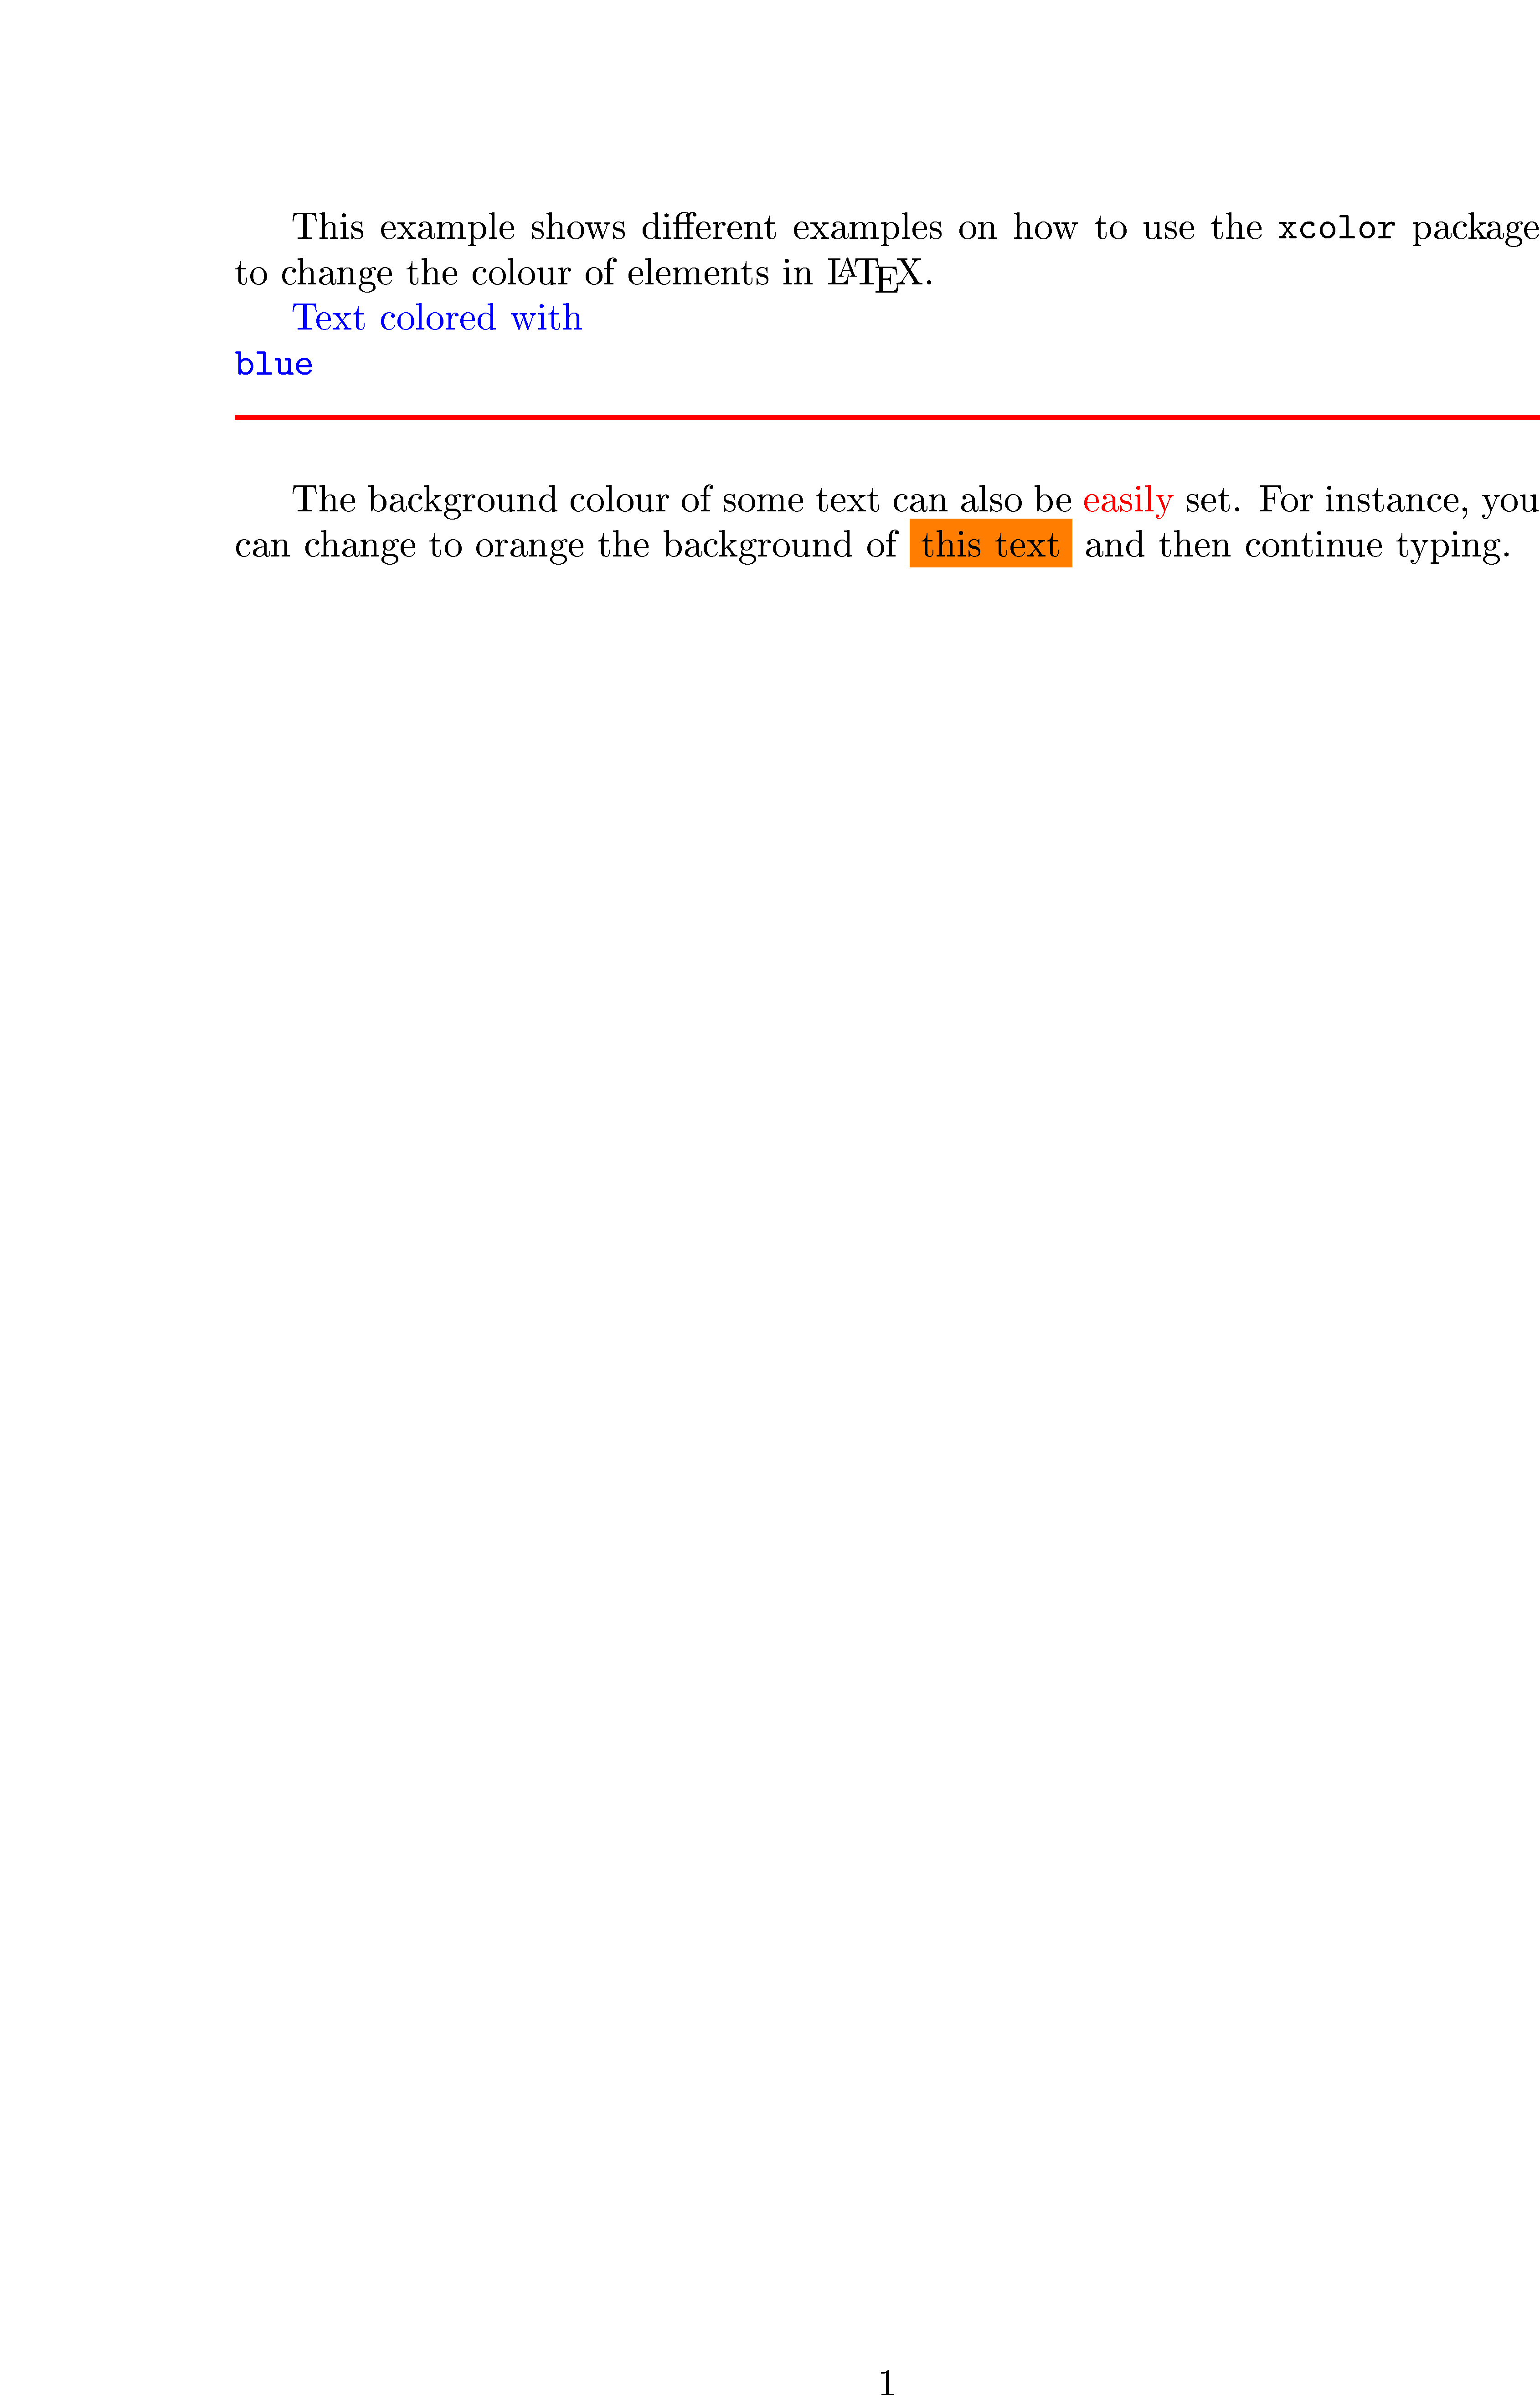 This example shows different examples on how to use the xcolor package
to change the colour of elements in LATEX.
Text colored with
blue
The background colour of some text can also be easily set. For instance, you
can change to orange the background of this text and then continue typing.
1